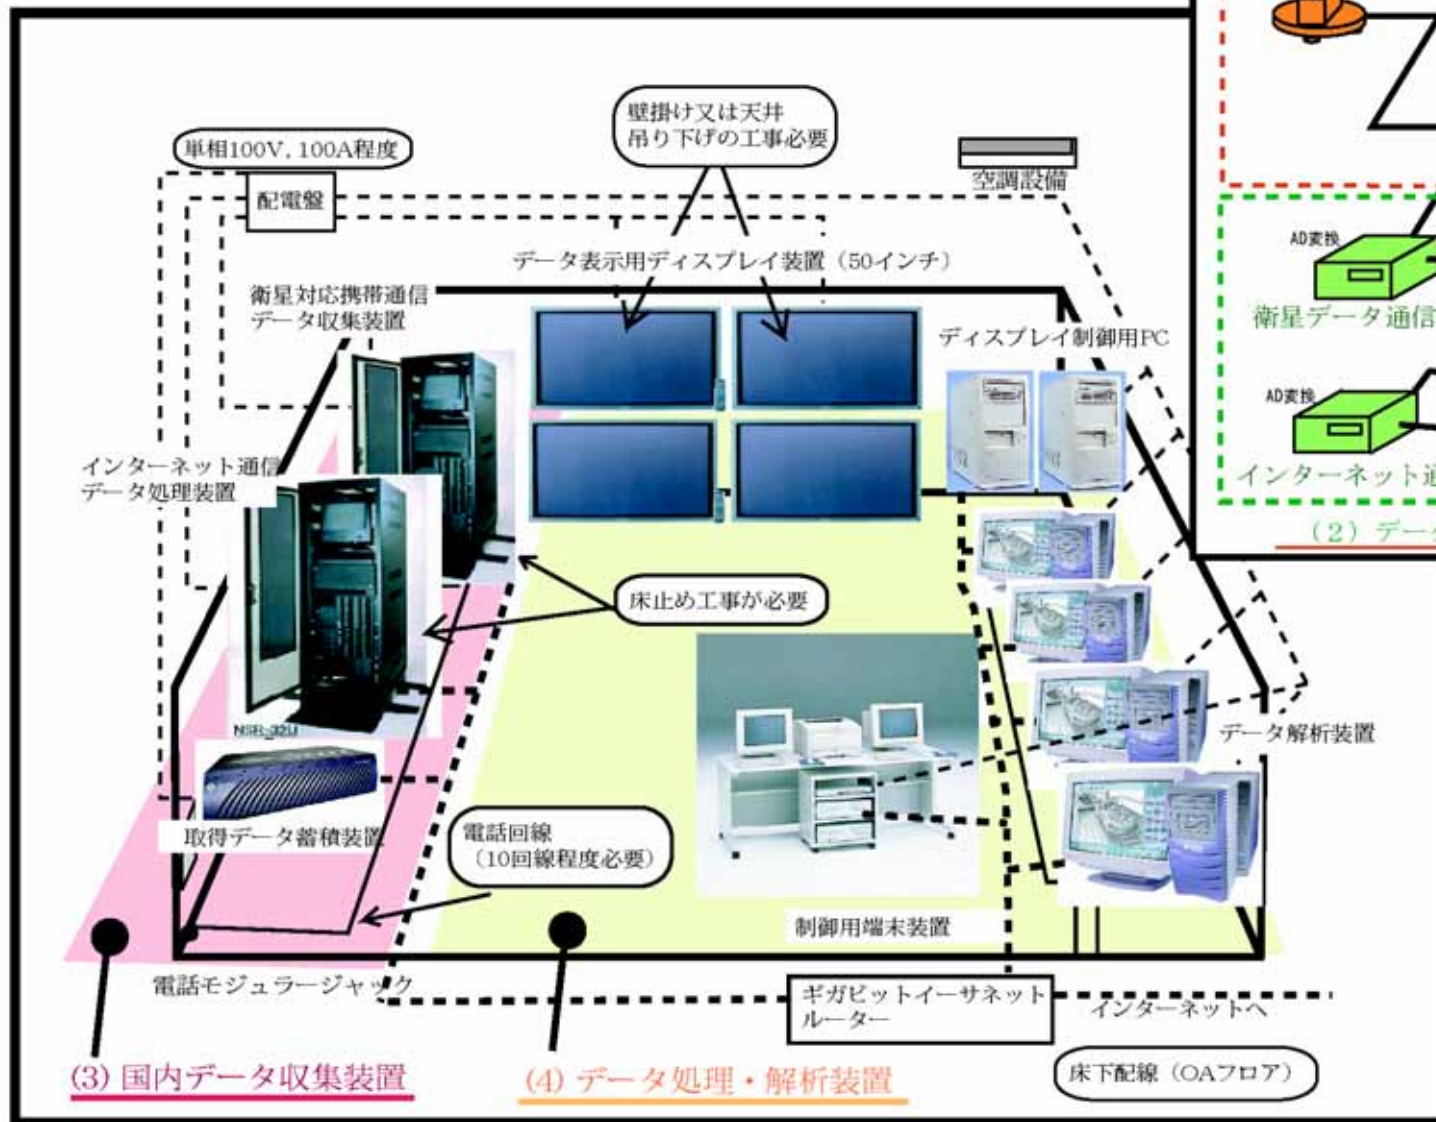 壁掛け又は天井
吊り下げの工事必要
単相100V, 100A程度
配電盤
空調設備
データ表示用ディスプレイ装置（50インチ）
衛星対応携帯通信
データ収集装置
ディスプレイ制御用PC
インターネット通信
データ処理装置
床止め工事が必要
NSR_32U
取得データ蓄積装置
電話回線
（10回線程度必要）
データ解析装置
制御用端末装置
電話モジュラージャック
ギガビットイーサネット
ルーター
インターネットへ
床下配線（OAフロア）
(3) 国内データ収集装置
(4) データ処理・解析装置
AD変換
衛星データ通信
AD変換
インターネット通
（2）データ